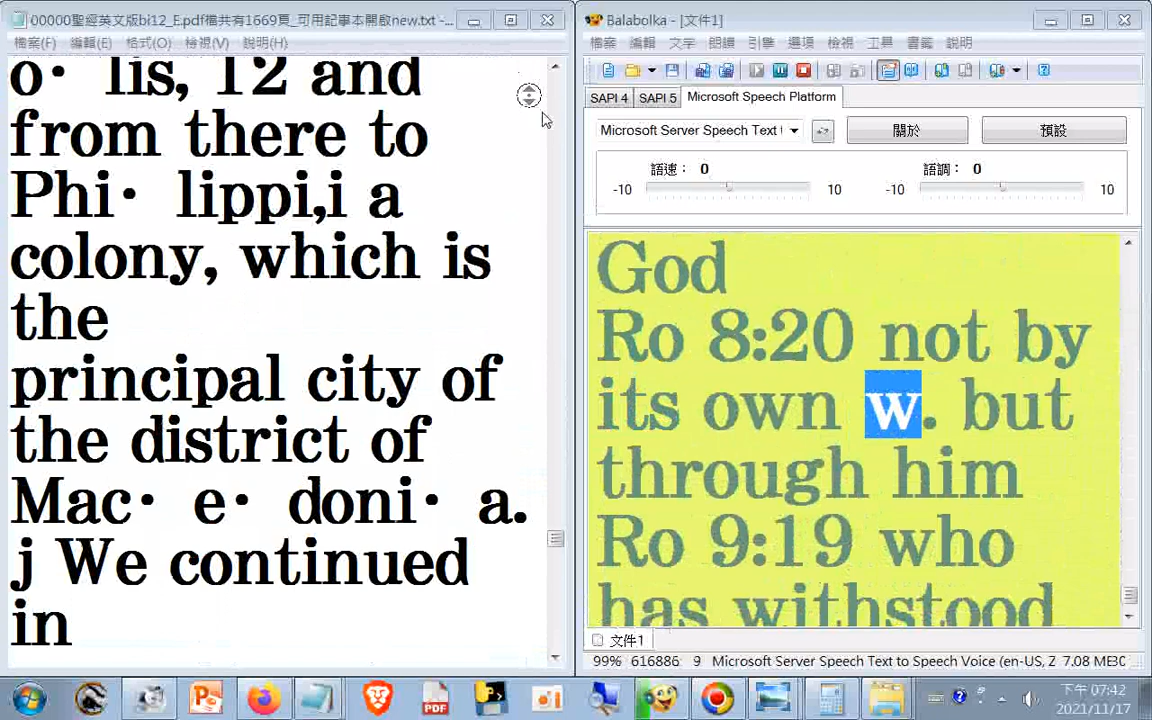 00000聖經英文版bi12_E.pdf檔共有1669頁_可用記事本開啟new.txt -...
檔案(F) 編輯(E) 格式(O) 檢視(V) 說明(H)
o· lis, 12 and
from there to
Phi· lippi,i a
colony, which is
the
principal city of
the district of
Mac· e· doni· a.
j We continued
in
Balabolka - [文件1]
檔案 編輯 文字 朗讀 引擎 選項 檢視 工具 書籤 說明
SAPI 4 SAPI 5 Microsoft Speech Platform
Microsoft Server Speech Text 關於 預設
語速: 0 語調: 0
-10 10 -10 10
God
Ro 8:20 not by
its own w. but
through him
Ro 9:19 who
has withstood
文件1
99% 616886 9 Microsoft Server Speech Text to Speech Voice (en-US, Z 7.08 ME
PDF
下午 07:42
2021/11/17